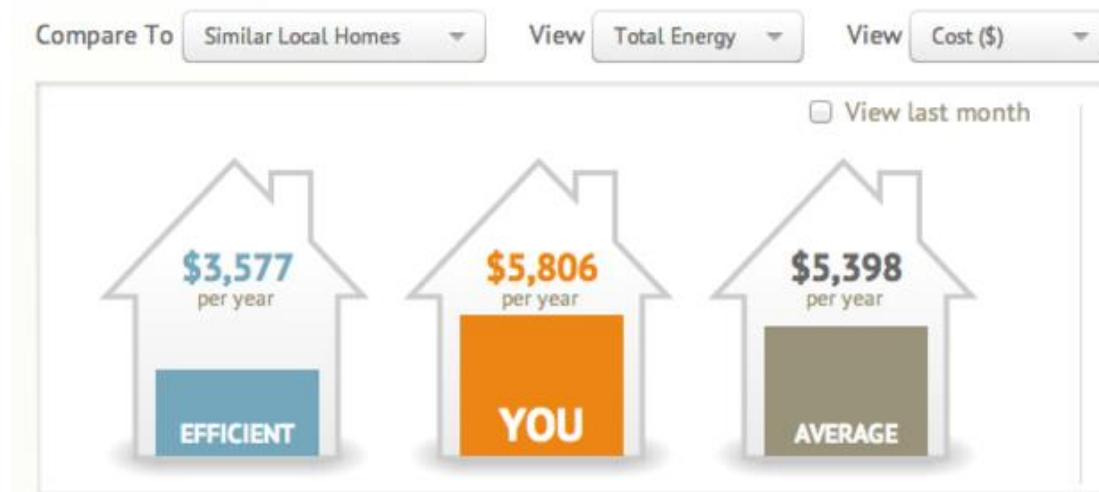 Compare To Similar Local Homes View Total Energy View Cost ($)
View last month
$3,577 $5,806 $5,398
per year per year per year
EFFICIENT YOU AVERAGE